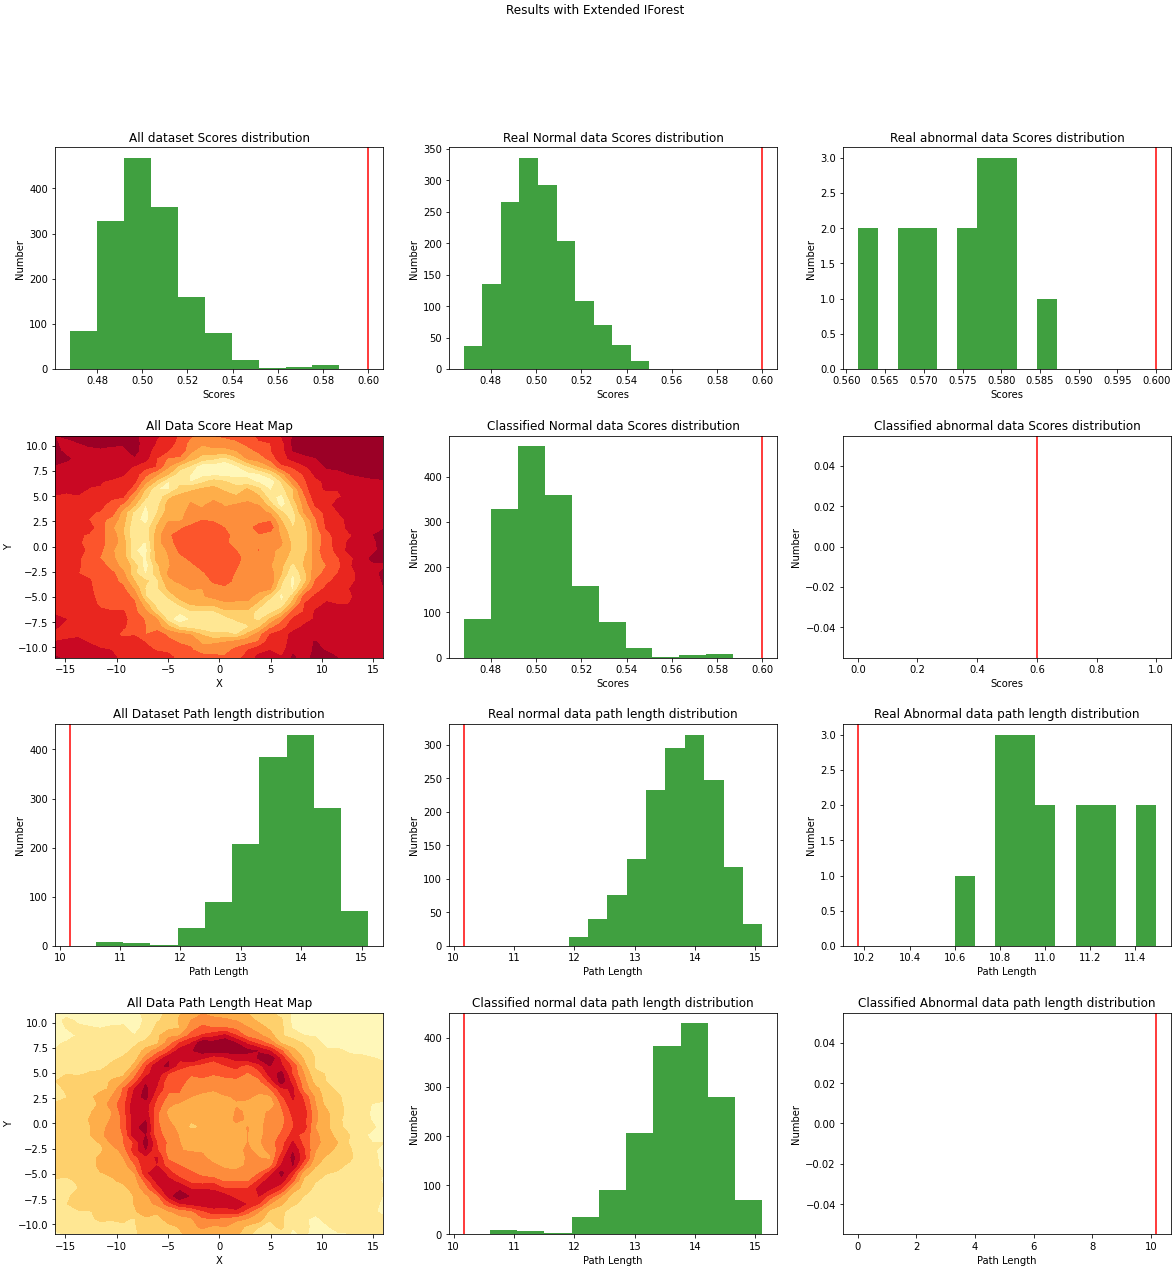 Results with Extended IForest
All dataset Scores distribution
Number
400
300
200
100
0
0.48 0.50 0.52 0.54 0.56 0.58 0.60
Scores
Real Normal data Scores distribution
Number
350
300
250
200
150
100
50
0
0.48 0.50 0.52 0.54 0.56 0.58 0.60
Scores
Real abnormal data Scores distribution
Number
3.0
2.5
2.0
1.5
1.0
0.5
0.0
0.560 0.565 0.570 0.575 0.580 0.585 0.590 0.595 0.600
Scores
All Data Score Heat Map
Y
10.0
7.5
5.0
2.5
0.0
−2.5
−5.0
−7.5
−10.0
−15 −10 −5 0 5 10 15
X
Classified Normal data Scores distribution
Number
400
300
200
100
0
0.48 0.50 0.52 0.54 0.56 0.58 0.60
Scores
Classified abnormal data Scores distribution
Number
0.04
0.02
0.00
−0.02
−0.04
0.0 0.2 0.4 0.6 0.8 1.0
Scores
All Dataset Path length distribution
Number
400
300
200
100
0
10 11 12 13 14 15
Path Length
Real normal data path length distribution
Number
300
250
200
150
100
50
0
10 11 12 13 14 15
Path Length
Real Abnormal data path length distribution
Number
3.0
2.5
2.0
1.5
1.0
0.5
0.0
10.2 10.4 10.6 10.8 11.0 11.2 11.4
Path Length
All Data Path Length Heat Map
Y
10.0
7.5
5.0
2.5
0.0
−2.5
−5.0
−7.5
−10.0
−15 −10 −5 0 5 10 15
X
Classified normal data path length distribution
Number
400
300
200
100
0
10 11 12 13 14 15
Path Length
Classified Abnormal data path length distribution
Number
0.04
0.02
0.00
−0.02
−0.04
0 2 4 6 8 10
Path Length